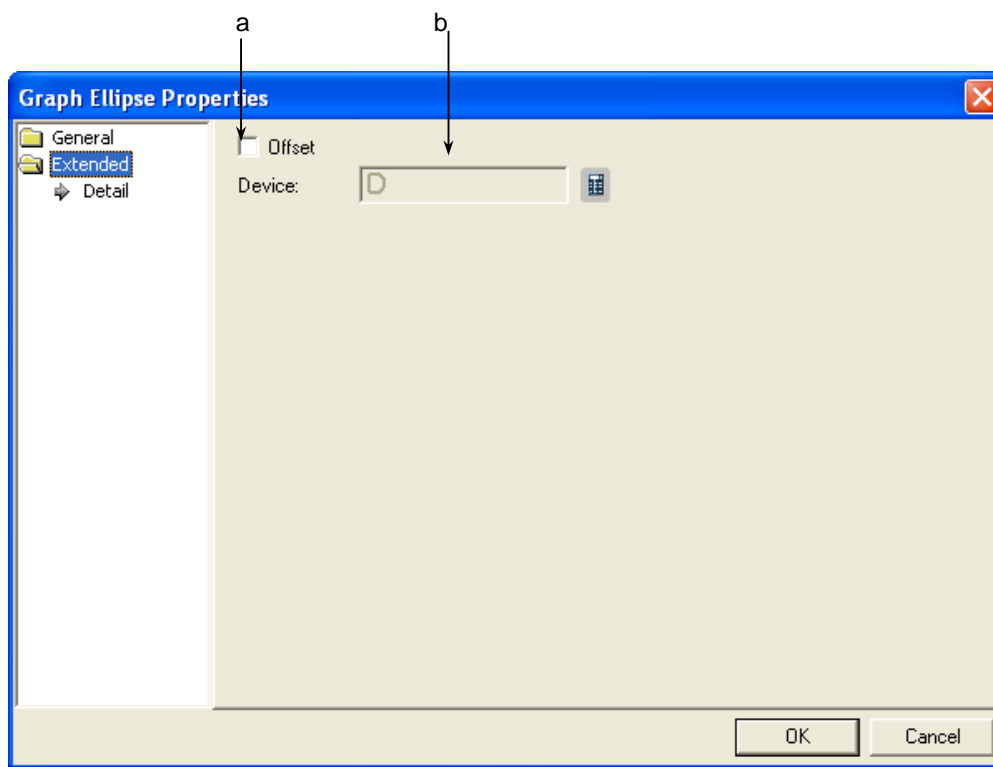 a b
Graph Ellipse Properties
General
Extended
Detail
Offset
Device: D
OK Cancel